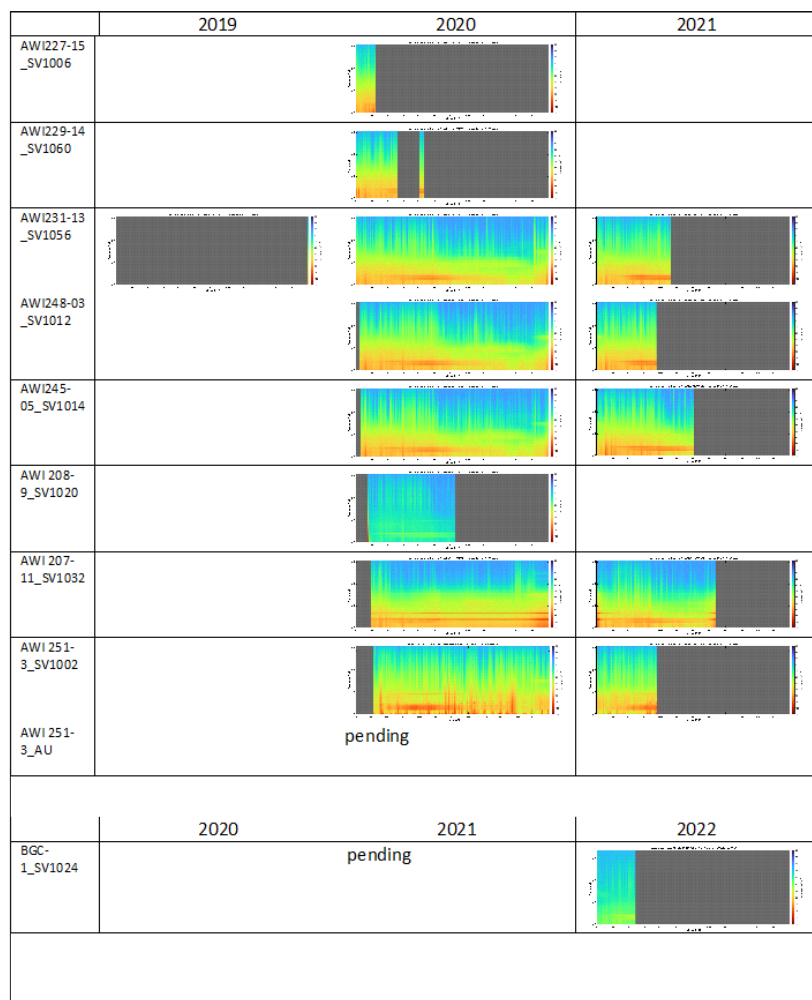 2019 2020 2021
AWI227-15
_SV1006
AWI229-14
_SV1060
AWI231-13
_SV1056
AWI248-03
_SV1012
AWI245-
05_SV1014
AWI 208-
9_SV1020
AWI 207-
11_SV1032
AWI 251-
3_SV1002
AWI 251-
3_AU
pending
2020 2021 2022
BGC-
1_SV1024
pending